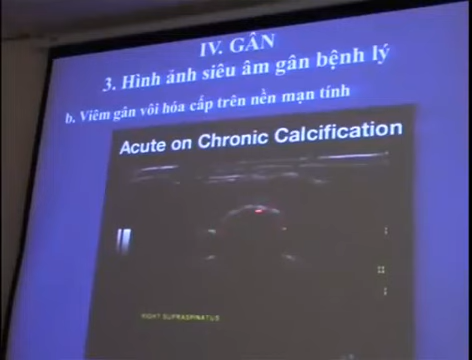 IV. GÂN
3. Hình ảnh siêu âm gân bệnh lý
b. Viêm gân vôi hóa cấp trên nền mạn tính
Acute on Chronic Calcification
RIGHT SUPRASPINATUS